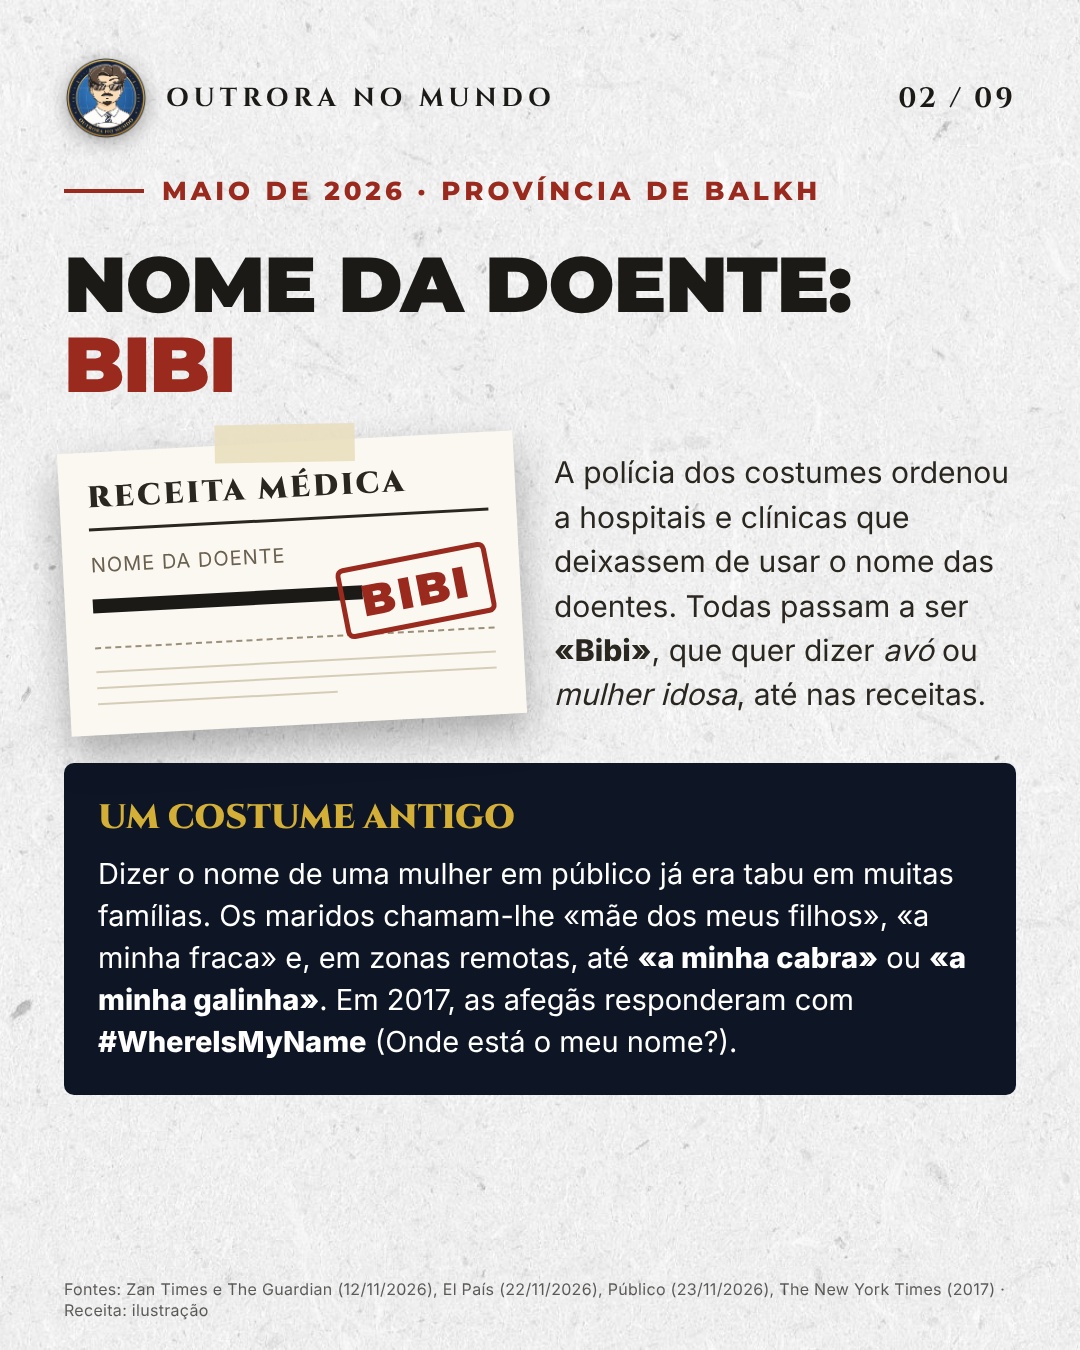 OUTRORA NO MUNDO
02 / 09
MAIO DE 2026 · PROVÍNCIA DE BALKH
NOME DA DOENTE:
BIBI
RECEITA MÉDICA
NOME DA DOENTE
BIBI
A polícia dos costumes ordenou
a hospitais e clínicas que
deixassem de usar o nome das
doentes. Todas passam a ser
«Bibi», que quer dizer avó ou
mulher idosa, até nas receitas.
UM COSTUME ANTIGO
Dizer o nome de uma mulher em público já era tabu em muitas
famílias. Os maridos chamam-lhe «mãe dos meus filhos», «a
minha fraca» e, em zonas remotas, até «a minha cabra» ou «a
minha galinha». Em 2017, as afegãs responderam com
#WhereIsMyName (Onde está o meu nome?).
Fontes: Zan Times e The Guardian (12/11/2026), El País (22/11/2026), Público (23/11/2026), The New York Times (2017) ·
Receita: ilustração